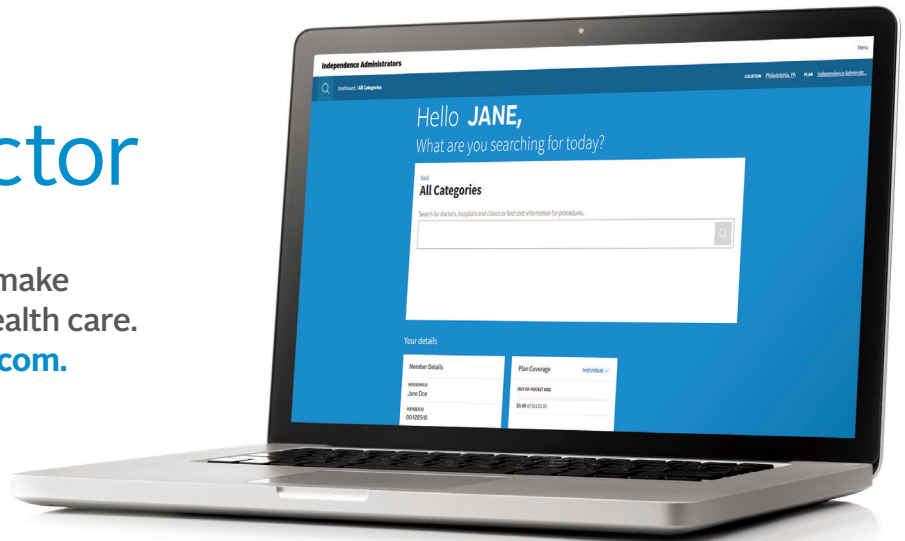 ctor
make
ealth care.
com.
Independence Administrators
Menu
Dashboard / All Categories
LOCATION Philadelphia, PA PLAN Independence Administr...
Hello JANE,
What are you searching for today?
Back
All Categories
Search for doctors, hospitals and clinics or find cost information for procedures.
Your details
Member Details
Jane Doe
MEMBER ID
Plan Coverage
Individual
OUT-OF-POCKET MAX